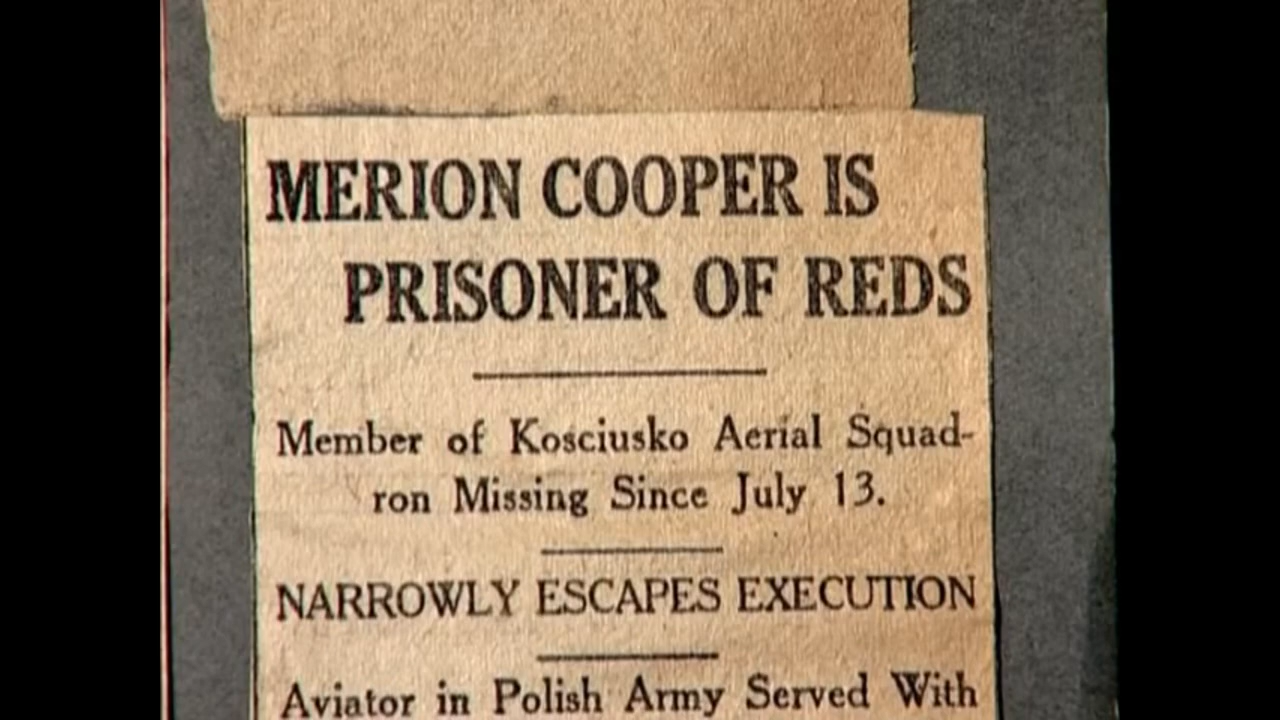 MERION COOPER IS
PRISONER OF REDS
Member of Kosciusko Aerial Squad-
ron Missing Since July 13.
NARROWLY ESCAPES EXECUTION
Aviator in Polish Army Served With